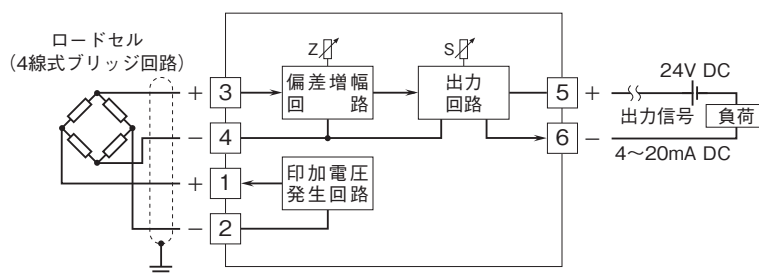 ロードセル
(4線式ブリッジ回路)
Z
S
24V DC
+ 3
偏差増幅
回　路
出力
回路
5 +
出力信号
負荷
− 4
6 −
4〜20mA DC
+ 1
印加電圧
発生回路
− 2